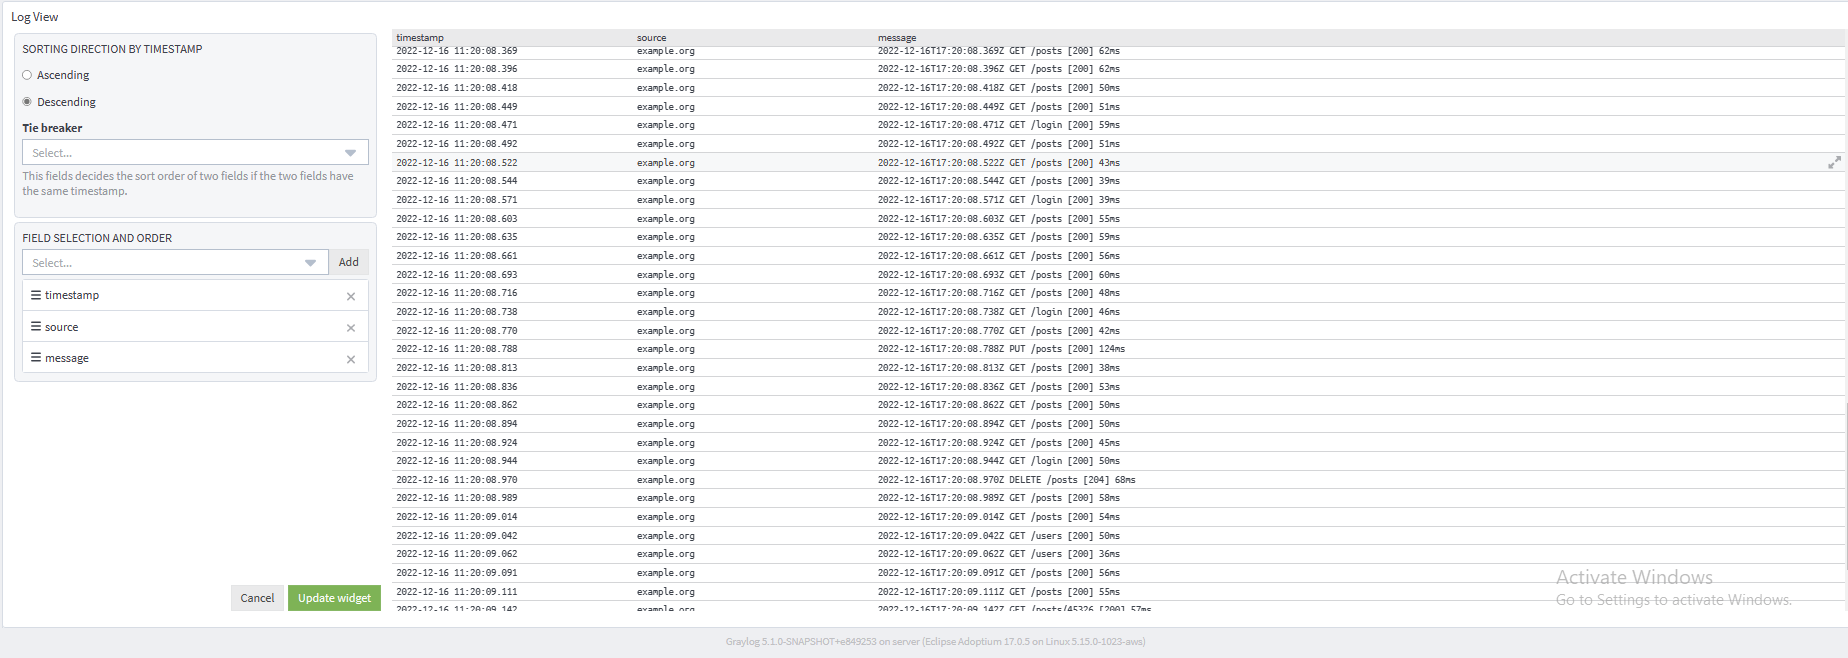 Log View
SORTING DIRECTION BY TIMESTAMP
Ascending
Descending
Tie breaker
Select...
This fields decides the sort order of two fields if the two fields have
the same timestamp.
FIELD SELECTION AND ORDER
Select...
Add
timestamp
source
message
Cancel
Update widget
timestamp source message
2022-12-16 11:20:08.369 example.org 2022-12-16T17:20:08.369Z GET /posts [200] 62ms
2022-12-16 11:20:08.396 example.org 2022-12-16T17:20:08.396Z GET /posts [200] 62ms
2022-12-16 11:20:08.418 example.org 2022-12-16T17:20:08.418Z GET /posts [200] 50ms
2022-12-16 11:20:08.449 example.org 2022-12-16T17:20:08.449Z GET /posts [200] 51ms
2022-12-16 11:20:08.471 example.org 2022-12-16T17:20:08.471Z GET /login [200] 59ms
2022-12-16 11:20:08.492 example.org 2022-12-16T17:20:08.492Z GET /posts [200] 51ms
2022-12-16 11:20:08.522 example.org 2022-12-16T17:20:08.522Z GET /posts [200] 43ms
2022-12-16 11:20:08.544 example.org 2022-12-16T17:20:08.544Z GET /posts [200] 39ms
2022-12-16 11:20:08.571 example.org 2022-12-16T17:20:08.571Z GET /login [200] 39ms
2022-12-16 11:20:08.603 example.org 2022-12-16T17:20:08.603Z GET /posts [200] 55ms
2022-12-16 11:20:08.635 example.org 2022-12-16T17:20:08.635Z GET /posts [200] 59ms
2022-12-16 11:20:08.661 example.org 2022-12-16T17:20:08.661Z GET /posts [200] 56ms
2022-12-16 11:20:08.693 example.org 2022-12-16T17:20:08.693Z GET /posts [200] 60ms
2022-12-16 11:20:08.716 example.org 2022-12-16T17:20:08.716Z GET /posts [200] 48ms
2022-12-16 11:20:08.738 example.org 2022-12-16T17:20:08.738Z GET /login [200] 46ms
2022-12-16 11:20:08.770 example.org 2022-12-16T17:20:08.770Z GET /posts [200] 42ms
2022-12-16 11:20:08.788 example.org 2022-12-16T17:20:08.788Z PUT /posts [200] 124ms
2022-12-16 11:20:08.813 example.org 2022-12-16T17:20:08.813Z GET /posts [200] 38ms
2022-12-16 11:20:08.836 example.org 2022-12-16T17:20:08.836Z GET /posts [200] 53ms
2022-12-16 11:20:08.862 example.org 2022-12-16T17:20:08.862Z GET /posts [200] 50ms
2022-12-16 11:20:08.894 example.org 2022-12-16T17:20:08.894Z GET /posts [200] 50ms
2022-12-16 11:20:08.924 example.org 2022-12-16T17:20:08.924Z GET /posts [200] 45ms
2022-12-16 11:20:08.944 example.org 2022-12-16T17:20:08.944Z GET /login [200] 50ms
2022-12-16 11:20:08.970 example.org 2022-12-16T17:20:08.970Z DELETE /posts [204] 68ms
2022-12-16 11:20:08.989 example.org 2022-12-16T17:20:08.989Z GET /posts [200] 58ms
2022-12-16 11:20:09.014 example.org 2022-12-16T17:20:09.014Z GET /posts [200] 54ms
2022-12-16 11:20:09.042 example.org 2022-12-16T17:20:09.042Z GET /users [200] 50ms
2022-12-16 11:20:09.062 example.org 2022-12-16T17:20:09.062Z GET /users [200] 36ms
2022-12-16 11:20:09.091 example.org 2022-12-16T17:20:09.091Z GET /posts [200] 56ms
2022-12-16 11:20:09.111 example.org 2022-12-16T17:20:09.111Z GET /posts [200] 55ms
2022-12-16 11:20:09.142 example.org 2022-12-16T17:20:09.142Z GET /posts/45326 [200] 57ms
Activate Windows
Go to Settings to activate Windows.
Graylog 5.1.0-SNAPSHOT+e849253 on server (Eclipse Adoptium 17.0.5 on Linux 5.15.0-1023-aws)